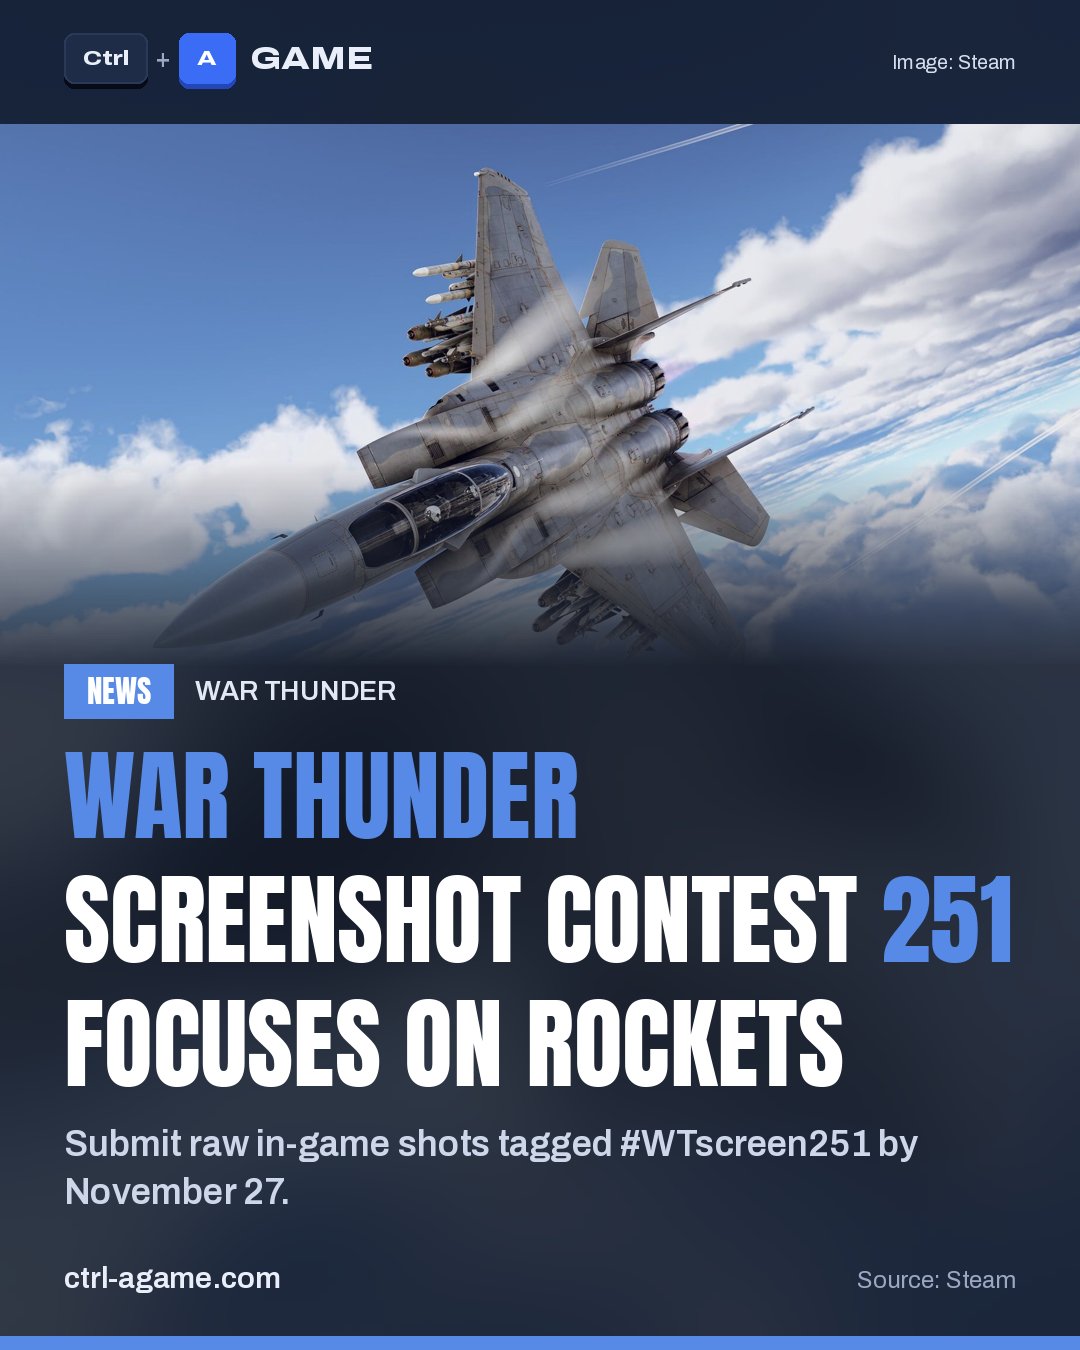 Ctrl + A GAME
Image: Steam
NEWS WAR THUNDER
WAR THUNDER
SCREENSHOT CONTEST 251
FOCUSES ON ROCKETS
Submit raw in-game shots tagged #WTscreen251 by
November 27.
ctrl-agame.com
Source: Steam